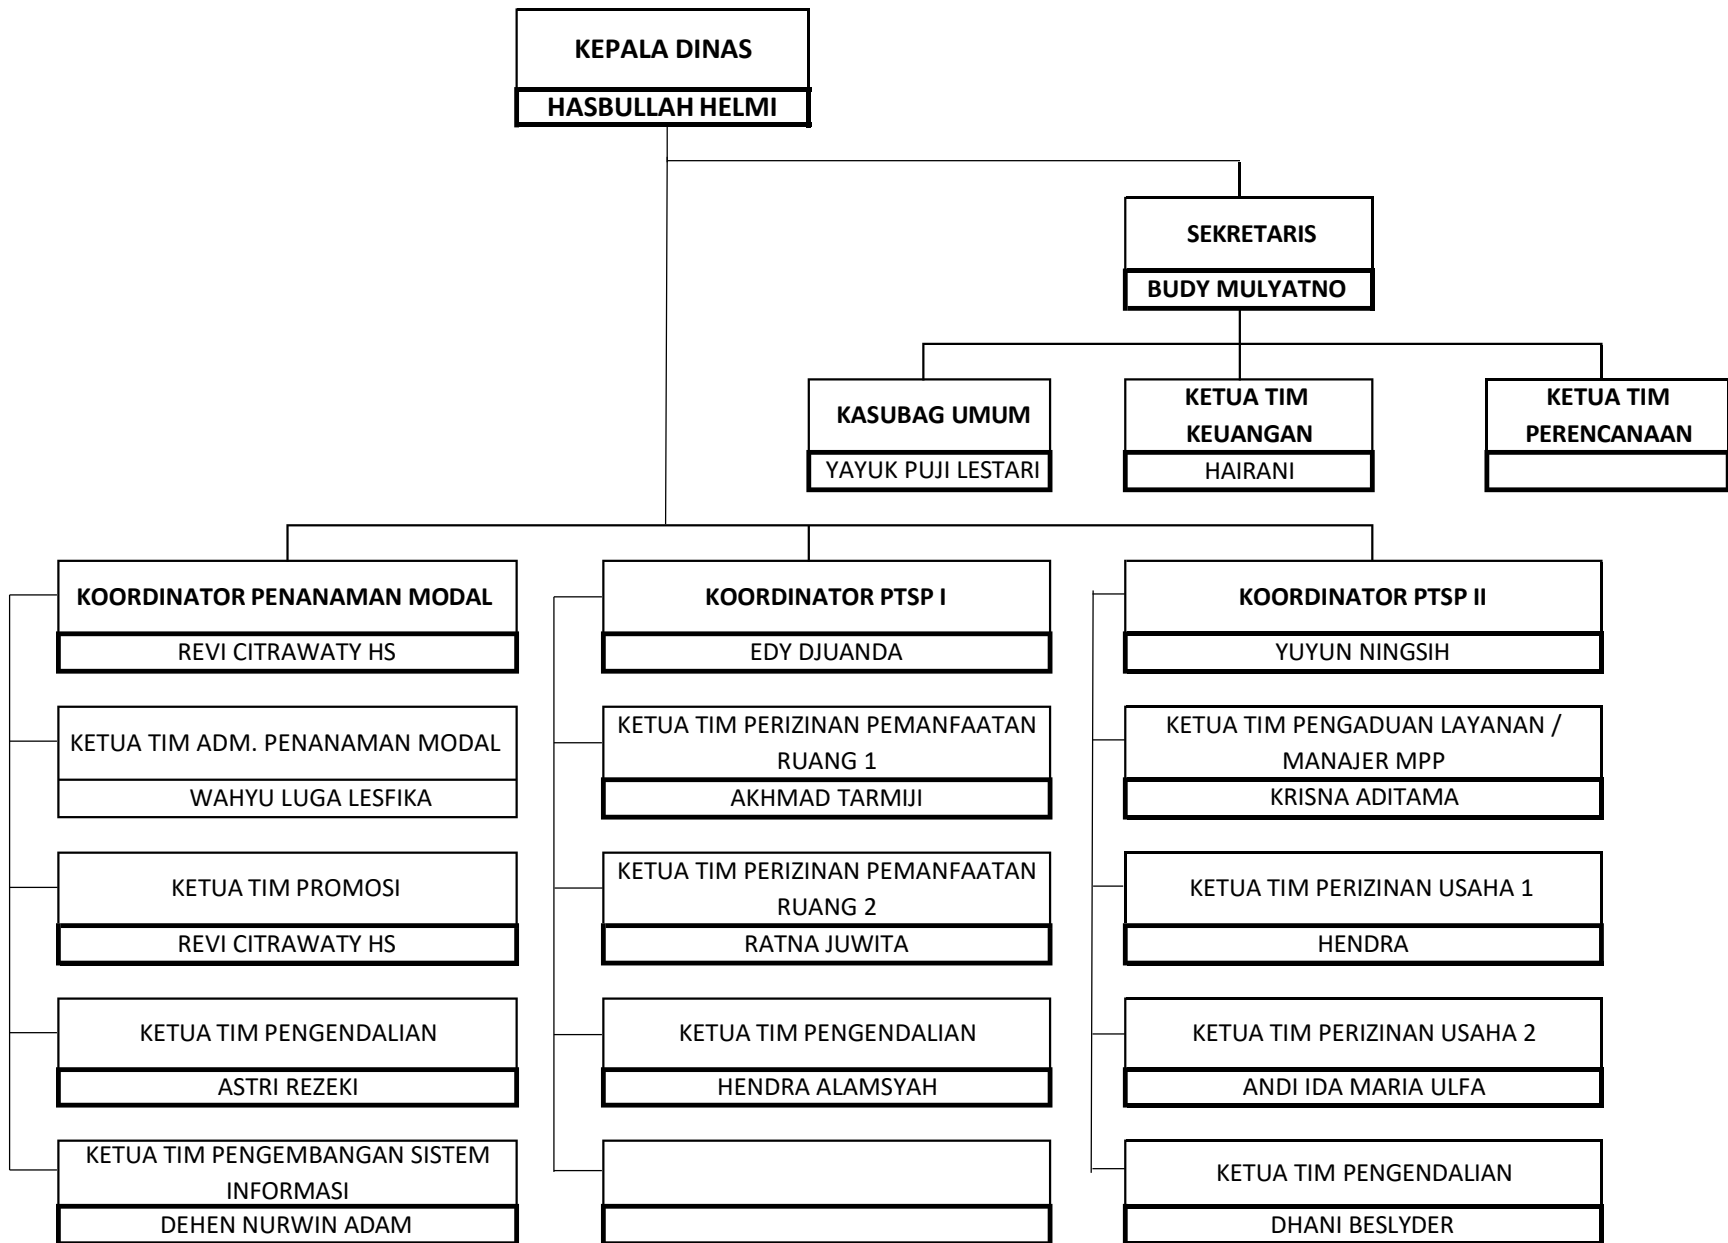 KEPALA DINAS
HASBULLAH HELMI
SEKRETARIS
BUDY MULYATNO
KASUBAG UMUM
YAYUK PUJI LESTARI
KETUA TIM
KEUANGAN
HAIRANI
KETUA TIM
PERENCANAAN
KOORDINATOR PENANAMAN MODAL
REVI CITRAWATY HS
KETUA TIM ADM. PENANAMAN MODAL
WAHYU LUGA LESFIKA
KETUA TIM PROMOSI
REVI CITRAWATY HS
KETUA TIM PENGENDALIAN
ASTRI REZEKI
KETUA TIM PENGEMBANGAN SISTEM
INFORMASI
DEHEN NURWIN ADAM
KOORDINATOR PTSP I
EDY DJUANDA
KETUA TIM PERIZINAN PEMANFAATAN
RUANG 1
AKHMAD TARMIJI
KETUA TIM PERIZINAN PEMANFAATAN
RUANG 2
RATNA JUWITA
KETUA TIM PENGENDALIAN
HENDRA ALAMSYAH
KOORDINATOR PTSP II
YUYUN NINGSIH
KETUA TIM PENGADUAN LAYANAN /
MANAJER MPP
KRISNA ADITAMA
KETUA TIM PERIZINAN USAHA 1
HENDRA
KETUA TIM PERIZINAN USAHA 2
ANDI IDA MARIA ULFA
KETUA TIM PENGENDALIAN
DHANI BESLYDER